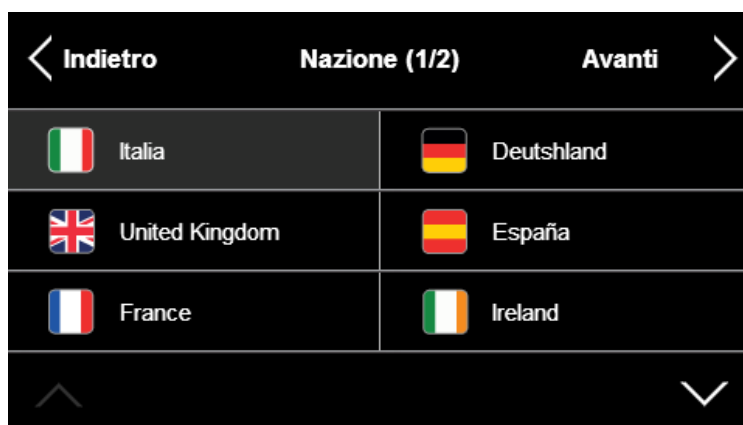 Indietro Nazione (1/2) Avanti
Italia Deutshland
United Kingdom España
France Ireland